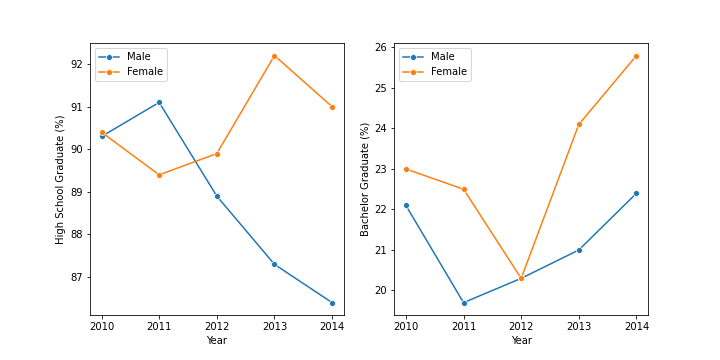 Male
Female
High School Graduate (%)
92
91
90
89
88
87
2010
2011
2012
2013
2014
Year
Male
Female
Bachelor Graduate (%)
26
25
24
23
22
21
20
2010
2011
2012
2013
2014
Year